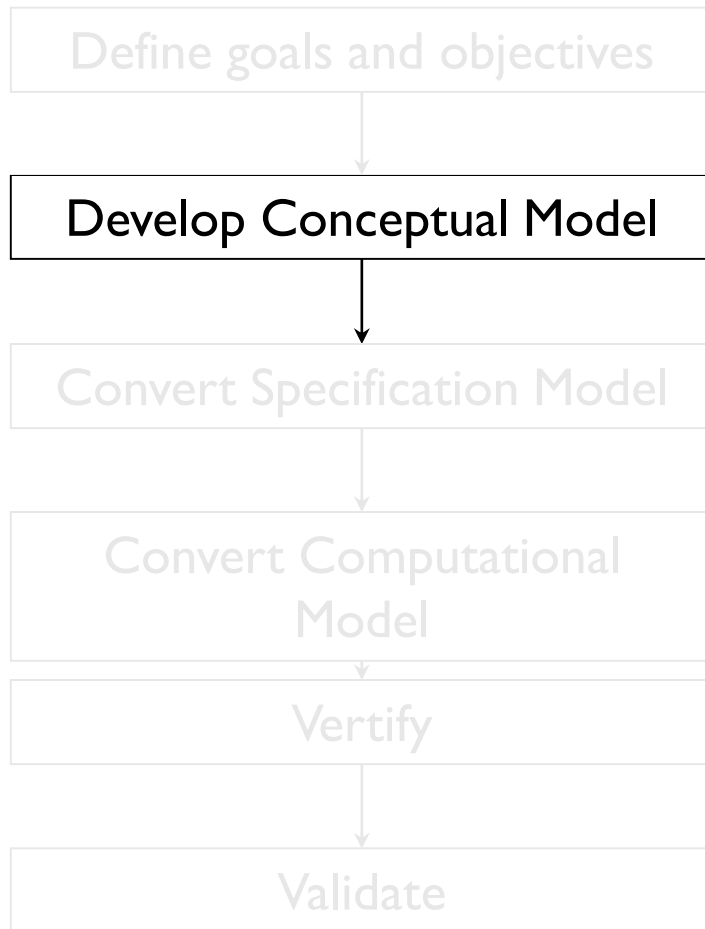 Define goals and objectives
Develop Conceptual Model
Convert Specification Model
Convert Computational
Model
Vertify
Validate